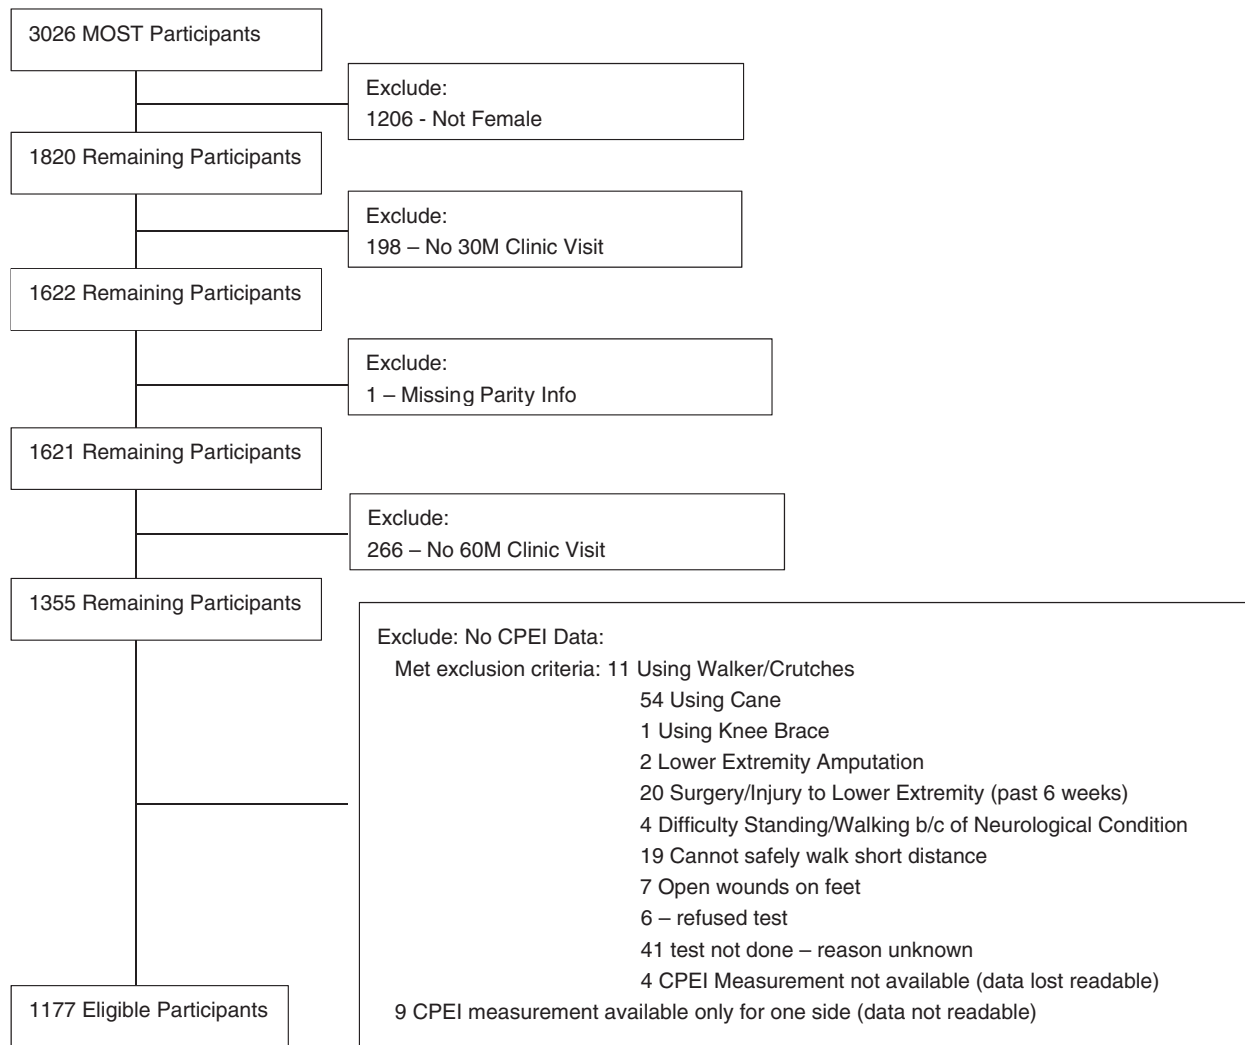 3026 MOST Participants
Exclude:
1206 - Not Female
1820 Remaining Participants
Exclude:
198 – No 30M Clinic Visit
1622 Remaining Participants
Exclude:
1 – Missing Parity Info
1621 Remaining Participants
Exclude:
266 – No 60M Clinic Visit
1355 Remaining Participants
Exclude: No CPEI Data:
Met exclusion criteria: 11 Using Walker/Crutches
54 Using Cane
1 Using Knee Brace
2 Lower Extremity Amputation
20 Surgery/Injury to Lower Extremity (past 6 weeks)
4 Difficulty Standing/Walking b/c of Neurological Condition
19 Cannot safely walk short distance
7 Open wounds on feet
6 – refused test
41 test not done – reason unknown
4 CPEI Measurement not available (data lost readable)
9 CPEI measurement available only for one side (data not readable)
1177 Eligible Participants